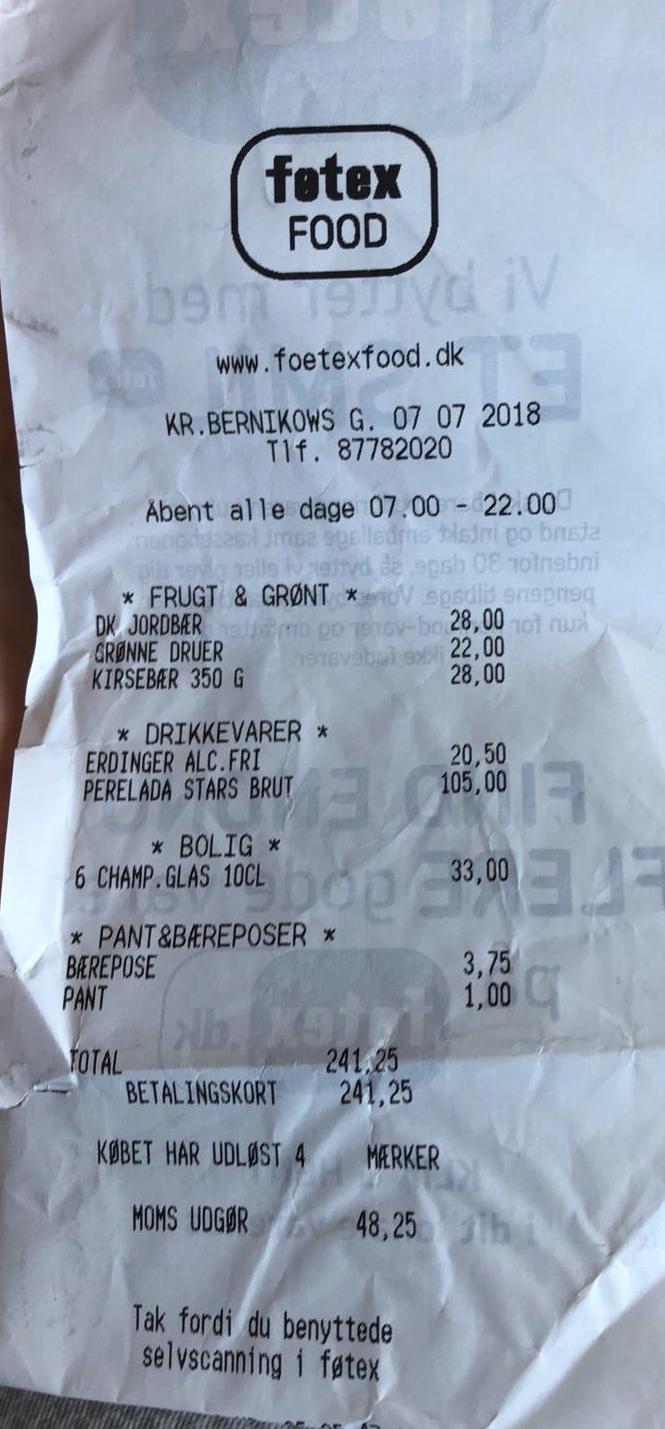 føtex
FOOD
www.foetexfood.dk
KR.BERNIKOWS G. 07 07 2018
Tlf. 87782020
Åbent alle dage 07.00 - 22.00
* FRUGT & GRØNT *
DK JORDBÆR 28,00
GRØNNE DRUER 22,00
KIRSEBÆR 350 G 28,00
* DRIKKEVARER *
ERDINGER ALC.FRI 20,50
PERELADA STARS BRUT 105,00
* BOLIG *
6 CHAMP.GLAS 10CL 33,00
* PANT&BÆREPOSER *
BÆREPOSE 3,75
PANT 1,00
TOTAL 241,25
BETALINGSKORT 241,25
KØBET HAR UDLØST 4 MÆRKER
MOMS UDGØR 48,25
Tak fordi du benyttede
selvscanning i føtex